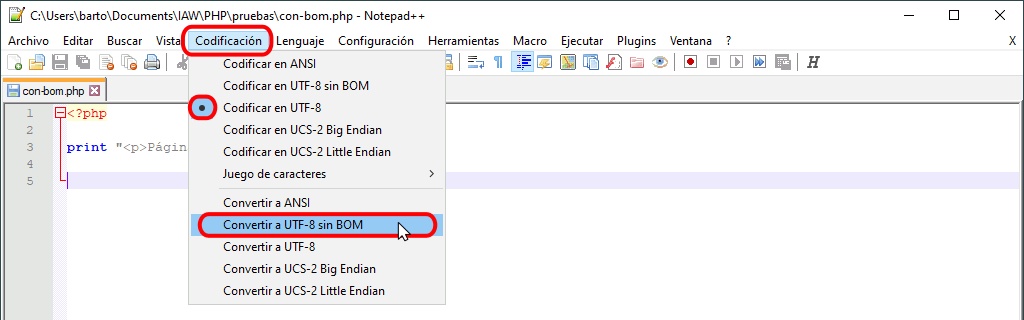 C:\Users\barto\Documents\IAW\PHP\pruebas\con-bom.php - Notepad++
Archivo Editar Buscar Vista Codificación Lenguaje Configuración Herramientas Macro Ejecutar Plugins Ventana ? X
con-bom.php
1 <?php
2
3 print "<p>Págin
4
5
Codificar en ANSI
Codificar en UTF-8 sin BOM
Codificar en UTF-8
Codificar en UCS-2 Big Endian
Codificar en UCS-2 Little Endian
Juego de caracteres
Convertir a ANSI
Convertir a UTF-8 sin BOM
Convertir a UTF-8
Convertir a UCS-2 Big Endian
Convertir a UCS-2 Little Endian